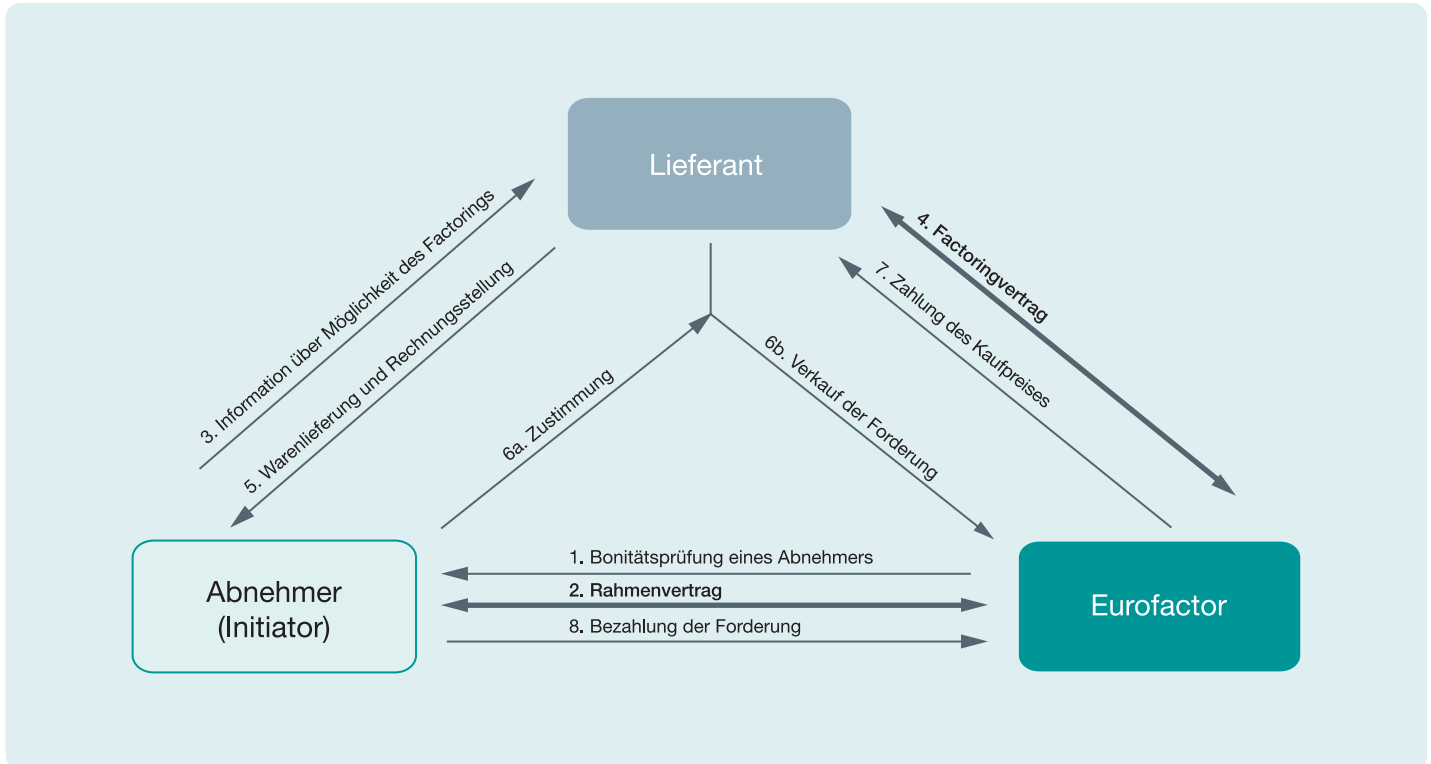 Lieferant
3. Information über Möglichkeit des Factorings
4. Factoringvertrag
5. Warenlieferung und Rechnungsstellung
7. Zahlung des Kaufpreises
6a. Zustimmung
6b. Verkauf der Forderung
Abnehmer
(Initiator)
1. Bonitätsprüfung eines Abnehmers
2. Rahmenvertrag
8. Bezahlung der Forderung
Eurofactor